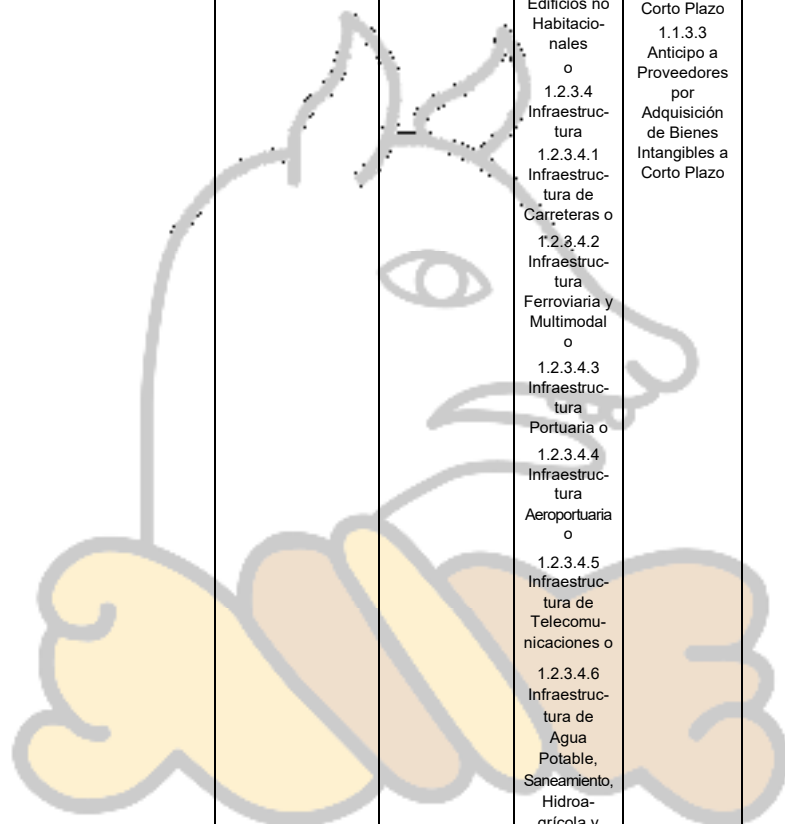 Edificios no
Habitacio-
nales
o
1.2.3.4
Infraestruc-
tura
1.2.3.4.1
Infraestruc-
tura de
Carreteras o
1.2.3.4.2
Infraestruc-
tura
Ferroviaria y
Multimodal
o
1.2.3.4.3
Infraestruc-
tura
Portuaria o
1.2.3.4.4
Infraestruc-
tura
Aeroportuaria
o
1.2.3.4.5
Infraestruc-
tura de
Telecomu-
nicaciones o
1.2.3.4.6
Infraestruc-
tura de
Agua
Potable,
Saneamiento,
Hidroa-
grícola y
Corto Plazo
1.1.3.3
Anticipo a
Proveedores
por
Adquisición
de Bienes
Intangibles a
Corto Plazo